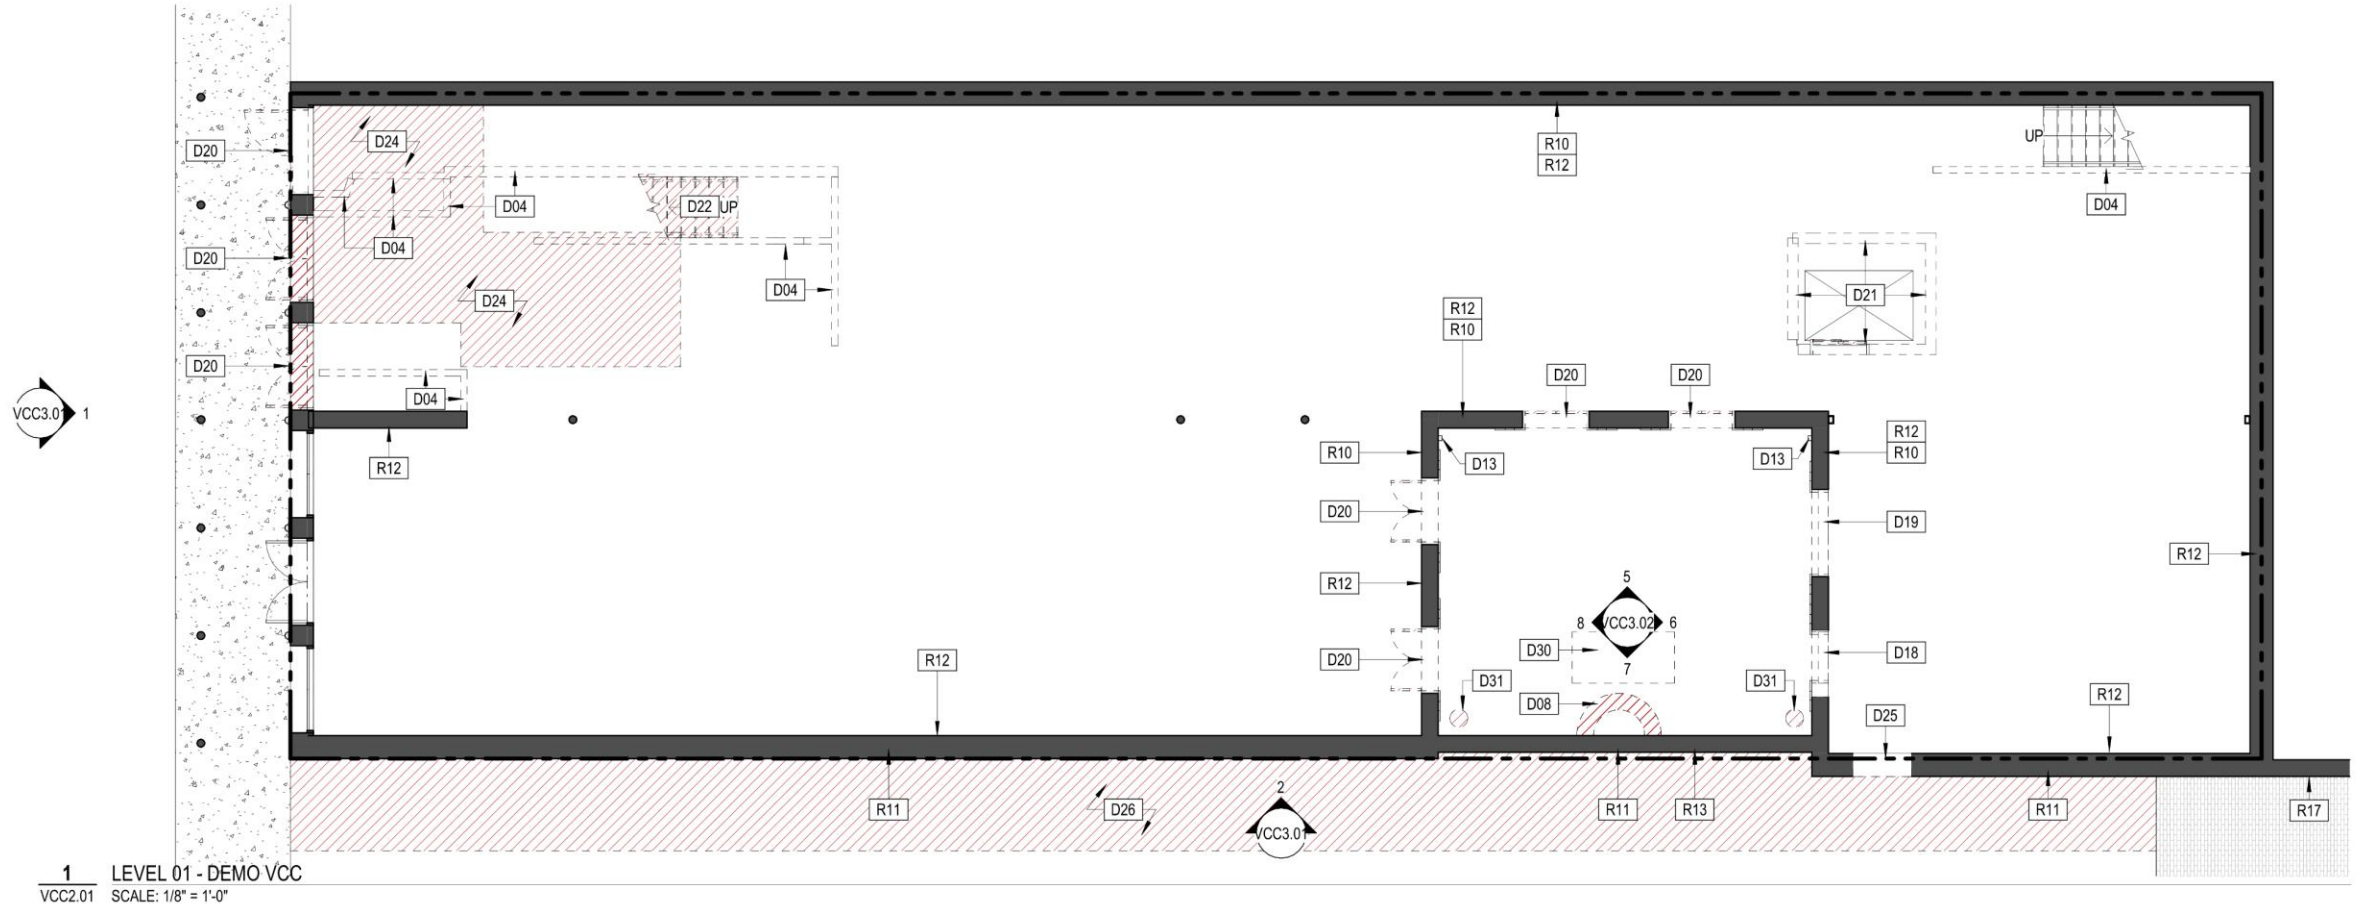 D24
D20
R10
R12
UP
D04
D22 UP
D04
D04
D20
D04
D24
D21
R12
R10
D20
D20
D20
D04
VCC3.01 1
R12
R10
R12
D13
D13
R10
D20
D19
R12
R12
5
8 VCC3.02 6
7
D30
D18
R12
D20
D31
D31
D08
R12
D25
2
VCC3.01
R11
D26
R11
R13
R11
R17
1 LEVEL 01 - DEMO VCC
VCC2.01 SCALE: 1/8" = 1'-0"